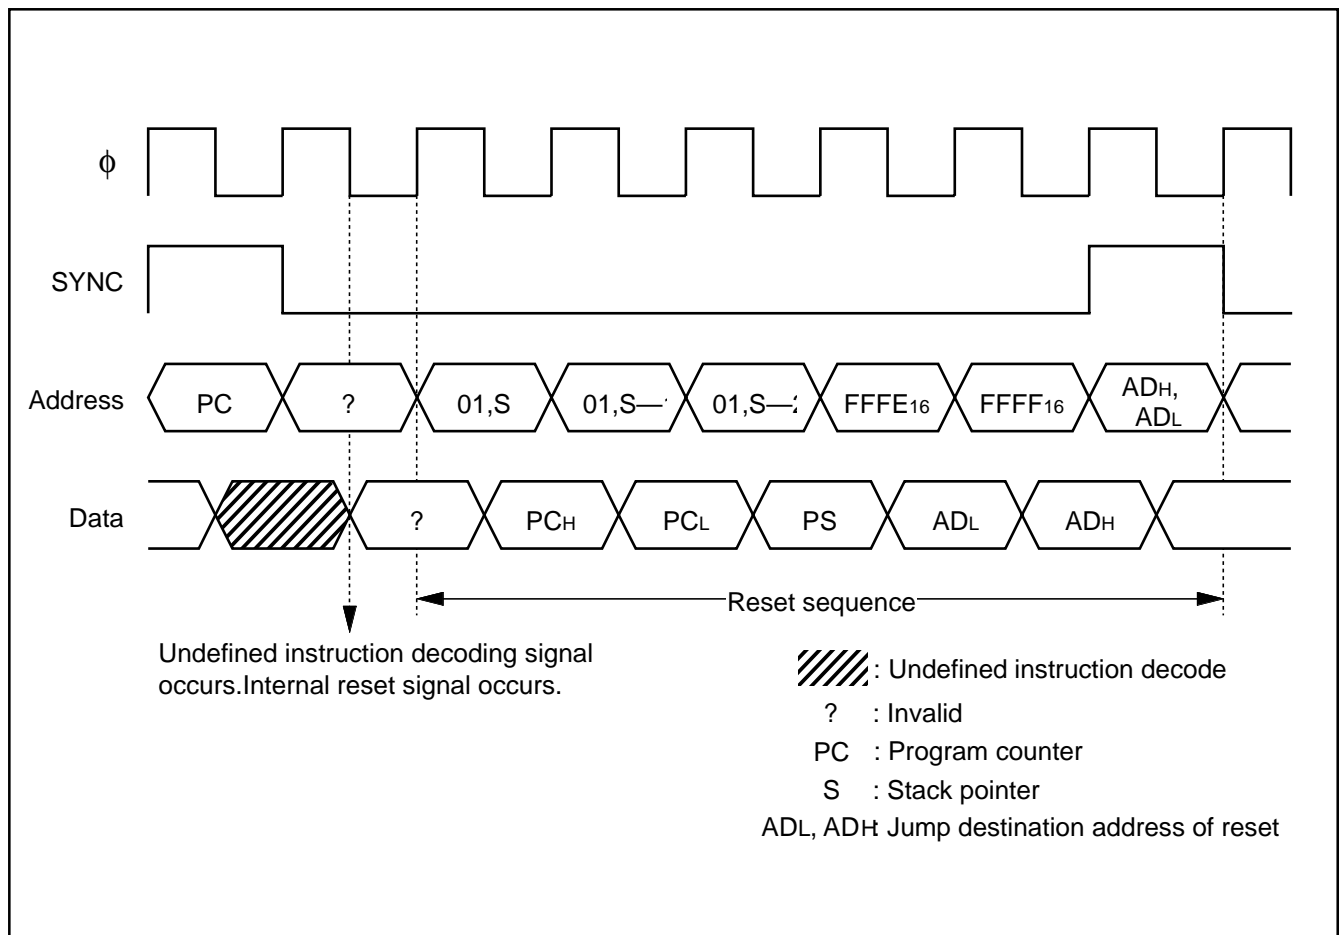 ϕ
SYNC
Address PC ? 01,S 01,S— 01,S— FFFE16 FFFF16 ADH,
ADL
Data ? PCH PCL PS ADL ADH
Reset sequence
Undefined instruction decoding signal
occurs.Internal reset signal occurs.
: Undefined instruction decode
? : Invalid
PC : Program counter
S : Stack pointer
ADL, ADH: Jump destination address of reset